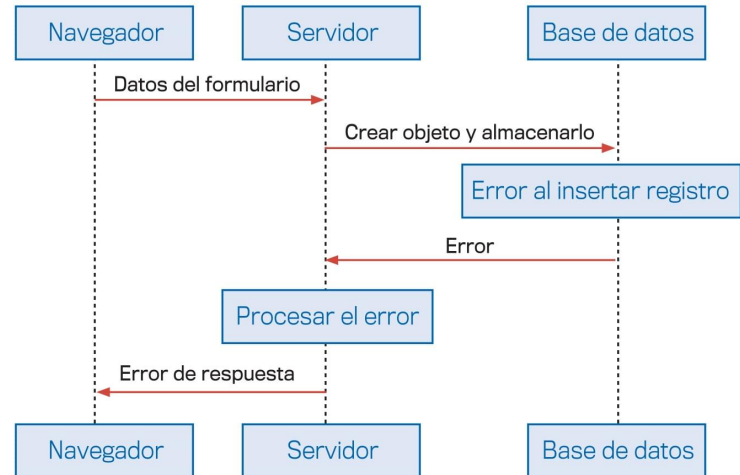 Navegador
Servidor
Base de datos
Datos del formulario
Crear objeto y almacenarlo
Error al insertar registro
Error
Procesar el error
Error de respuesta
Navegador
Servidor
Base de datos